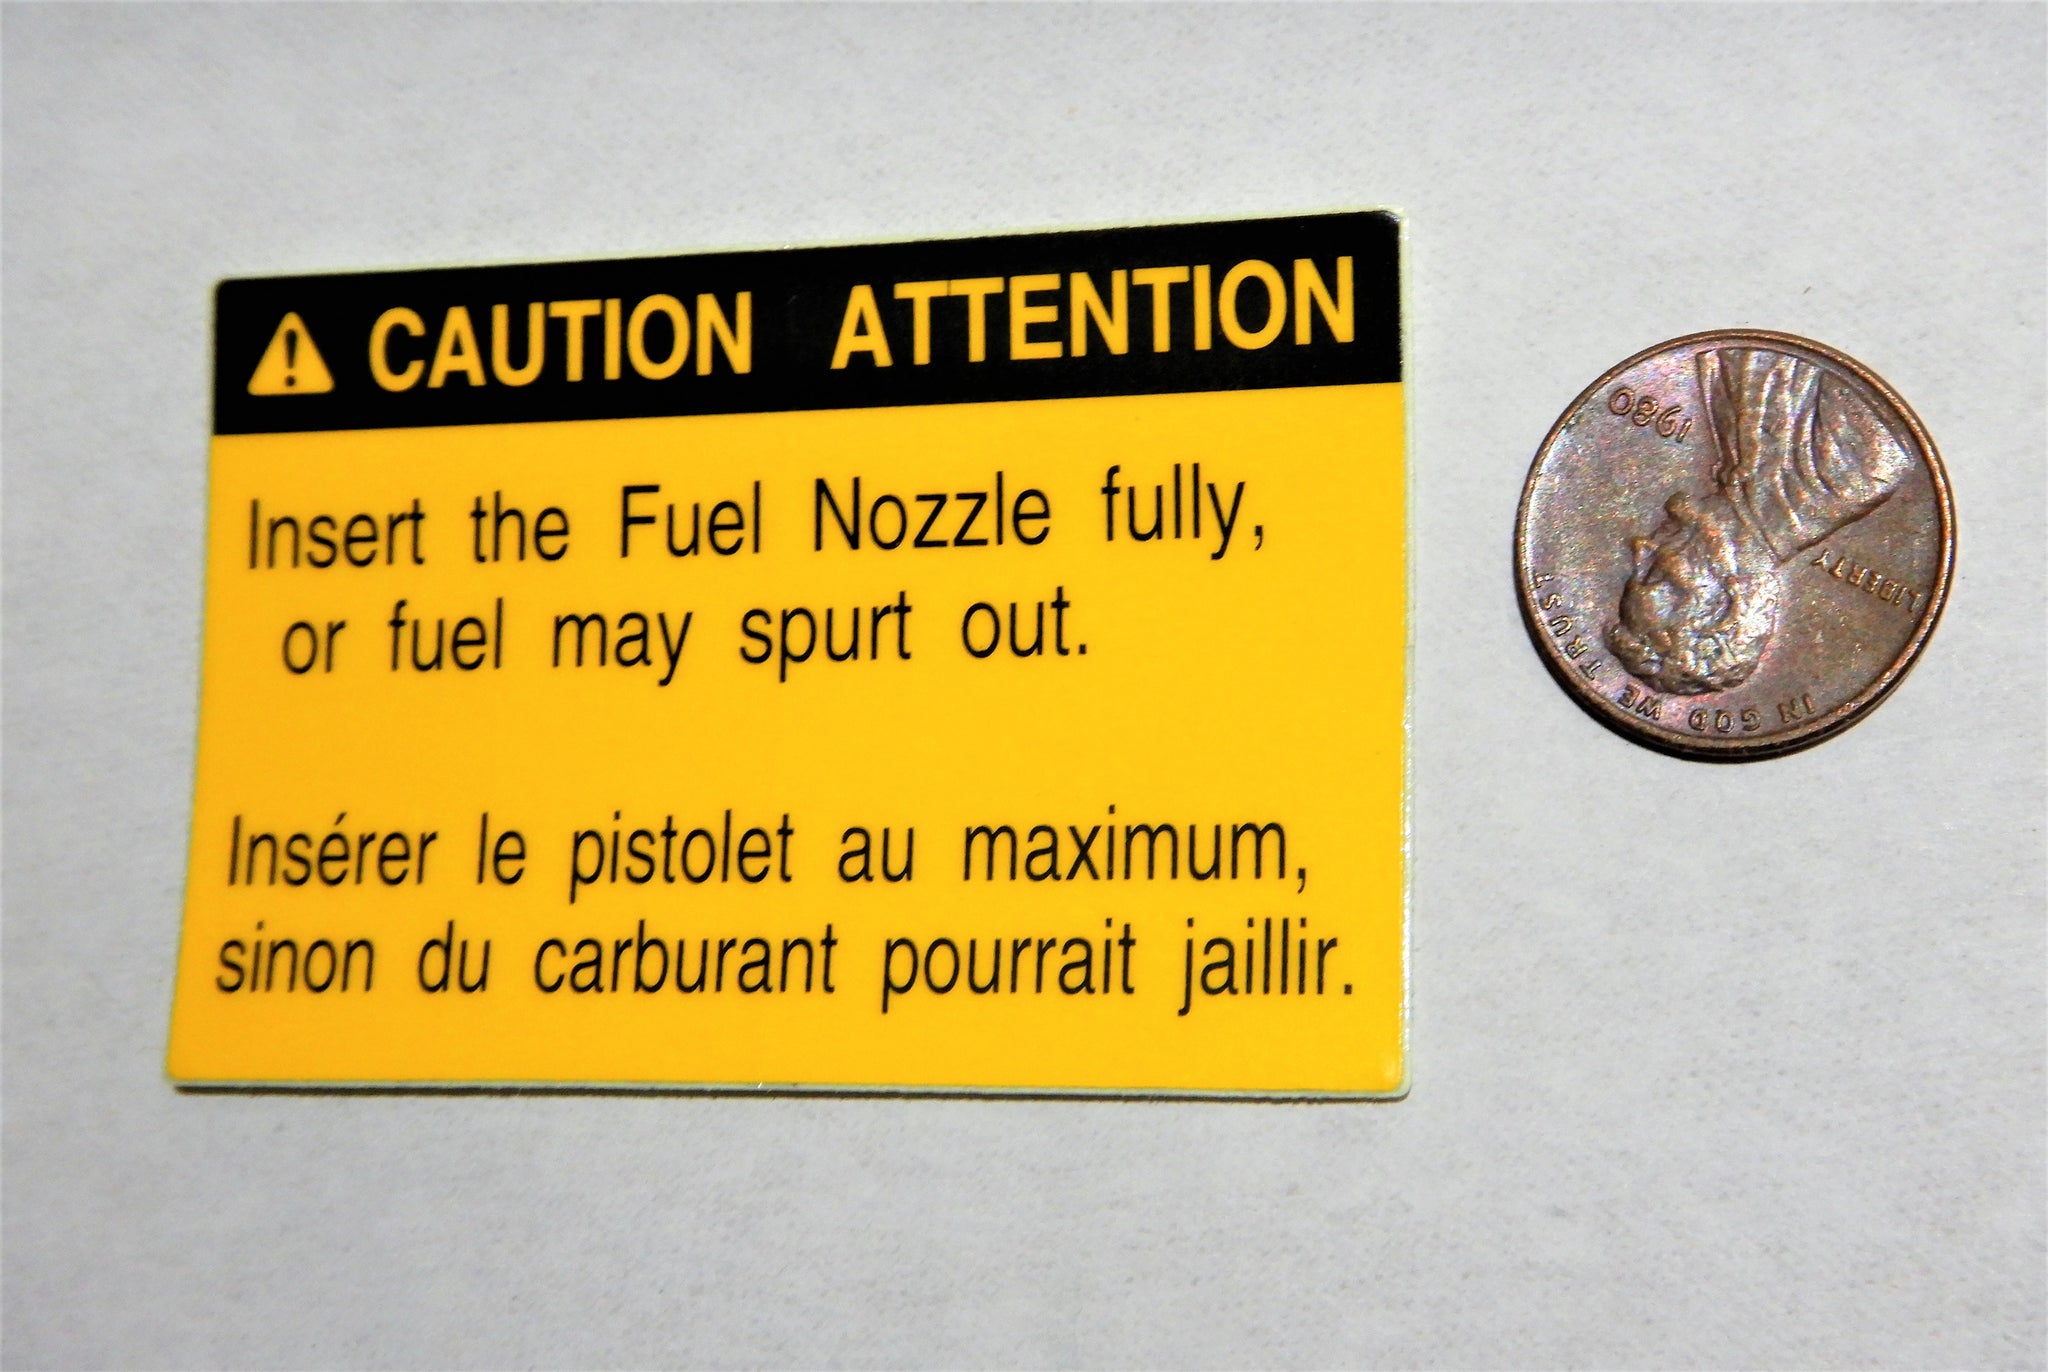 CAUTION ATTENTION
Insert the Fuel Nozzle fully,
or fuel may spurt out.
Insérer le pistolet au maximum,
sinon du carburant pourrait jaillir.
IN GOD WE TRUST
LIBERTY
1980